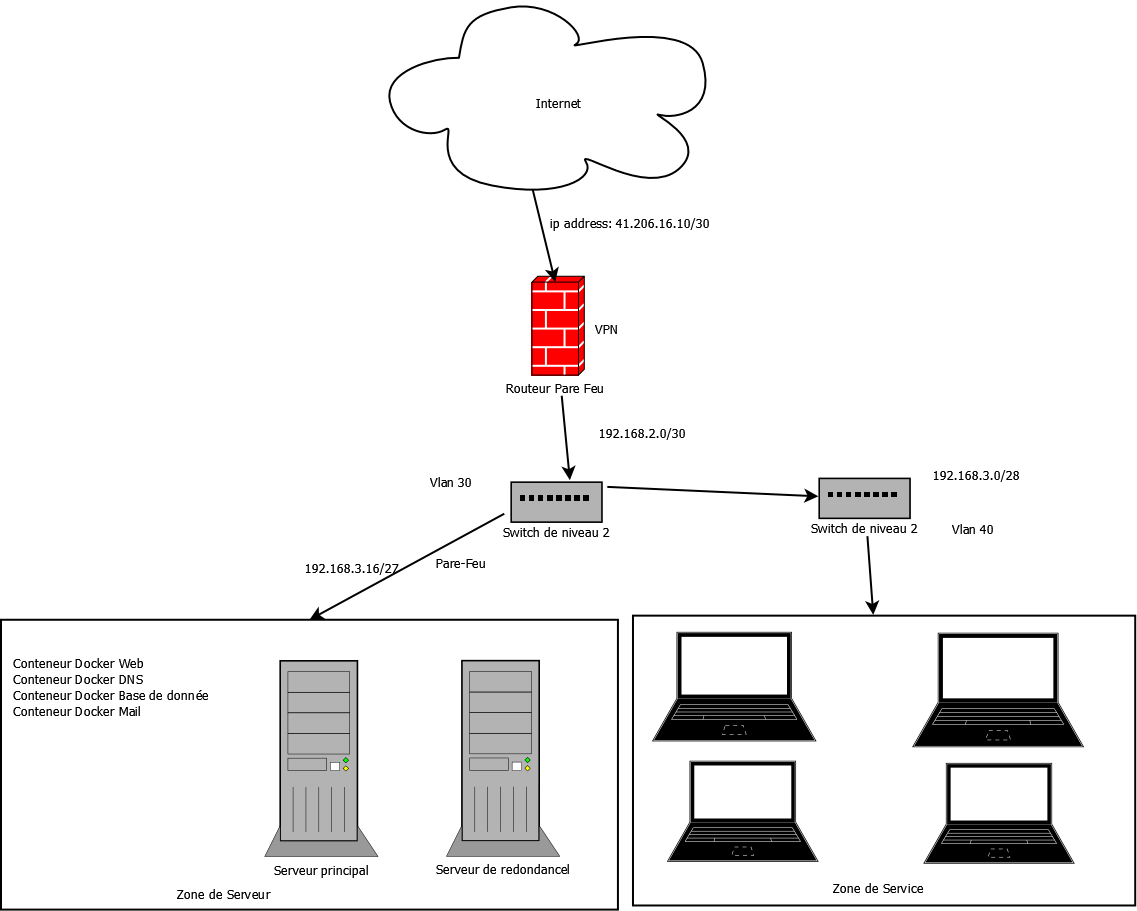 Internet
ip address: 41.206.16.10/30
VPN
Routeur Pare Feu
192.168.2.0/30
Vlan 30
192.168.3.0/28
Switch de niveau 2
Switch de niveau 2
Vlan 40
192.168.3.16/27
Pare-Feu
Conteneur Docker Web
Conteneur Docker DNS
Conteneur Docker Base de donnée
Conteneur Docker Mail
Serveur principal
Serveur de redondancel
Zone de Serveur
Zone de Service